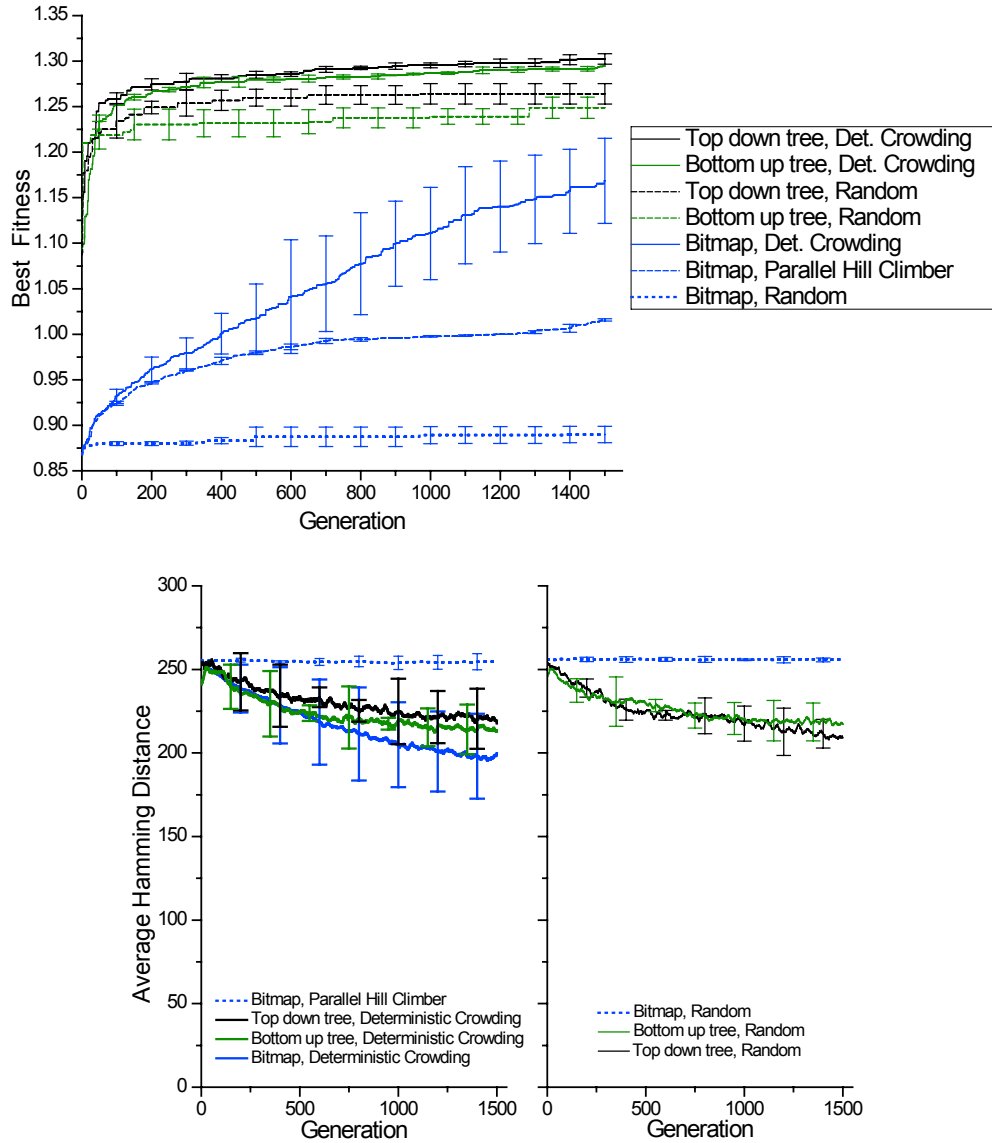 1.35
1.30
1.25
1.20
1.15
1.10
1.05
1.00
0.95
0.90
0.85
Best Fitness
0 200 400 600 800 1000 1200 1400
Generation
Top down tree, Det. Crowding
Bottom up tree, Det. Crowding
Top down tree, Random
Bottom up tree, Random
Bitmap, Det. Crowding
Bitmap, Parallel Hill Climber
Bitmap, Random
300
250
200
150
100
50
0
Average Hamming Distance
Bitmap, Parallel Hill Climber
Top down tree, Deterministic Crowding
Bottom up tree, Deterministic Crowding
Bitmap, Deterministic Crowding
0 500 1000 1500
Generation
Bitmap, Random
Bottom up tree, Random
Top down tree, Random
0 500 1000 1500
Generation